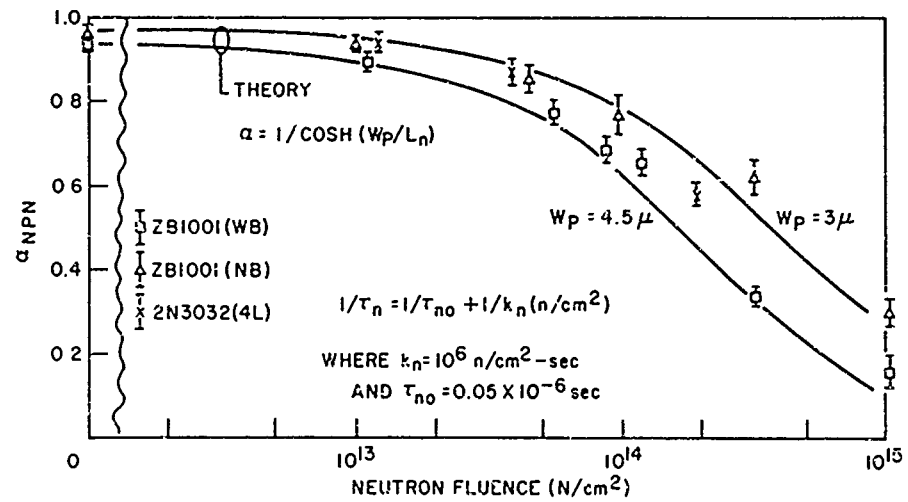 1.0
0.8
0 6
0.4
0 2
α NPN
THEORY
α = 1/COSH (Wp/Ln)
ZB1001(WB)
ZB1001(NB)
2N3032(4L)
Wp = 4.5μ
Wp = 3μ
1/τn = 1/τno + 1/kn (n/cm²)
WHERE kn = 10⁶ n/cm²-sec
AND τno = 0.05 X 10⁻⁶ sec
0
10¹³
10¹⁴
10¹⁵
NEUTRON FLUENCE (N/cm²)